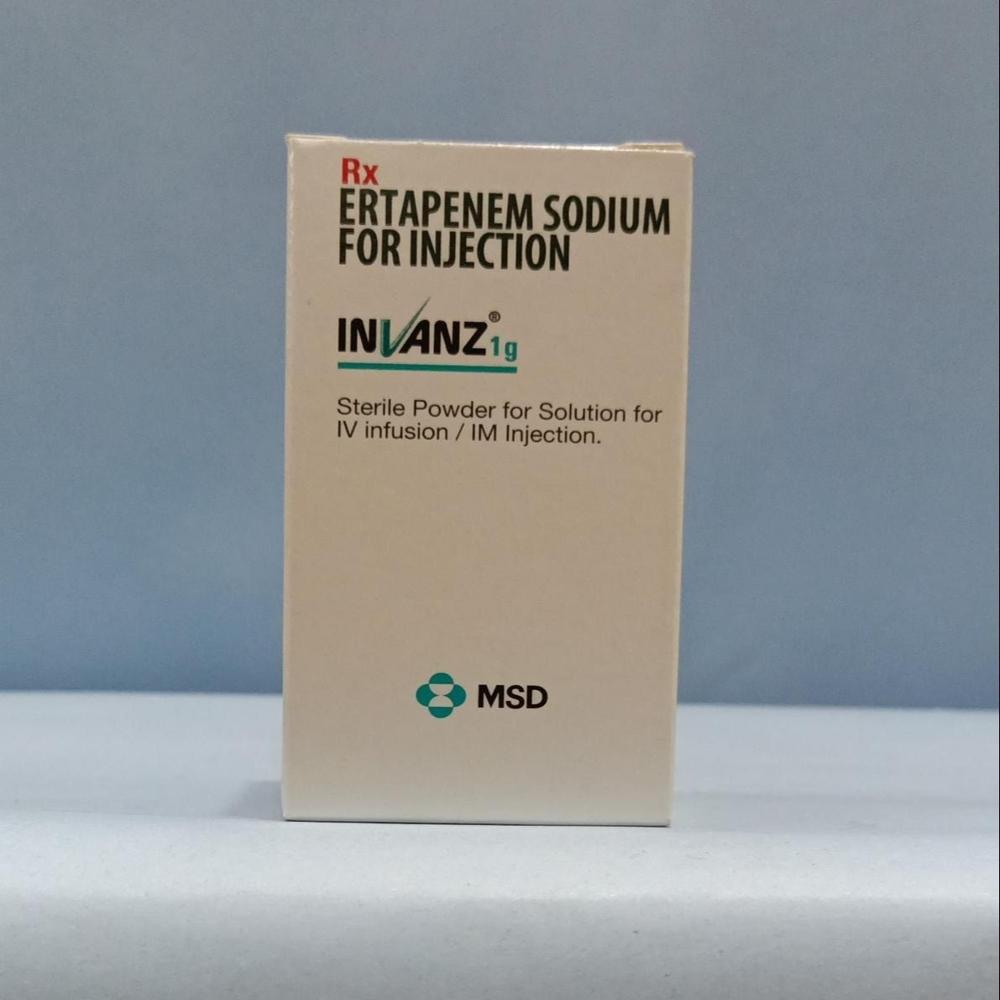 Rx
ERTAPENEM SODIUM
FOR INJECTION
INVANZ® 1g
Sterile Powder for Solution for
IV infusion / IM Injection.
MSD